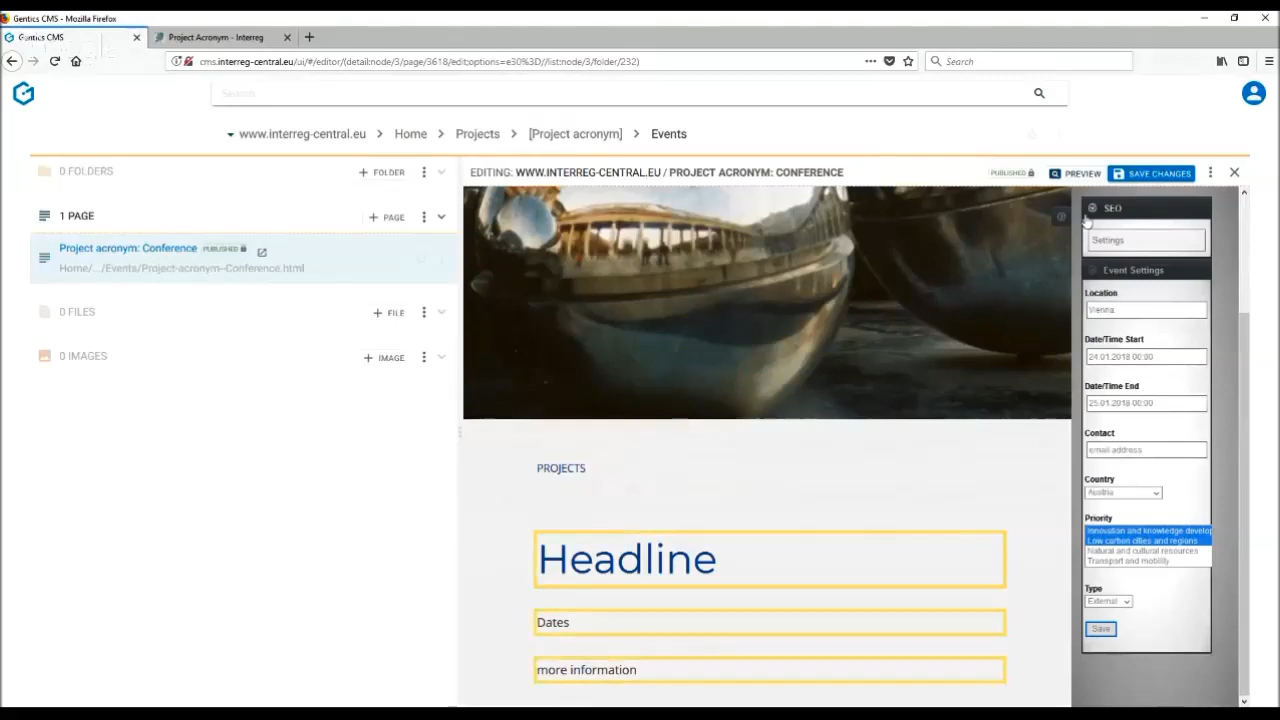 Gentics CMS - Mozilla Firefox
Gentics CMS
Project Acronym - Interreg
cms.interreg-central.eu/ui/#/editor/(detail:node/3/page/3618/edit;options=e30%3D//list:node/3/folder/232)
Search
Search
www.interreg-central.eu > Home > Projects > [Project acronym] > Events
0 FOLDERS
+ FOLDER
EDITING: WWW.INTERREG-CENTRAL.EU / PROJECT ACRONYM: CONFERENCE
PUBLISHED
PREVIEW
SAVE CHANGES
1 PAGE
+ PAGE
Project acronym: Conference PUBLISHED
Home/.../Events/Project-acronym--Conference.html
0 FILES
+ FILE
0 IMAGES
+ IMAGE
PROJECTS
Headline
Dates
more information
SEO
Settings
Event Settings
Location
Vienna
Date/Time Start
24.01.2018 00:00
Date/Time End
25.01.2018 00:00
Contact
email address
Country
Austria
Priority
Innovation and knowledge develop
Low carbon cities and regions
Natural and cultural resources
Transport and mobility
Type
External
Save